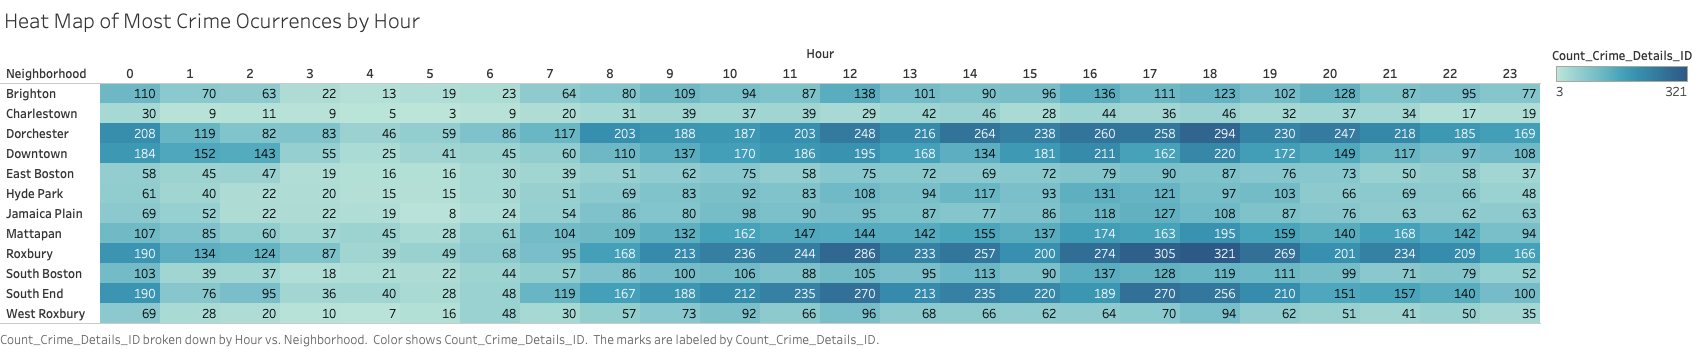 Heat Map of Most Crime Ocurrences by Hour
Hour
Count_Crime_Details_ID
Neighborhood 0 1 2 3 4 5 6 7 8 9 10 11 12 13 14 15 16 17 18 19 20 21 22 23
3 321
Brighton 110 70 63 22 13 19 23 64 80 109 94 87 138 101 90 96 136 111 123 102 128 87 95 77
Charlestown 30 9 11 9 5 3 9 20 31 39 37 39 29 42 46 28 44 36 46 32 37 34 17 19
Dorchester 208 119 82 83 46 59 86 117 203 188 187 203 248 216 264 238 260 258 294 230 247 218 185 169
Downtown 184 152 143 55 25 41 45 60 110 137 170 186 195 168 134 181 211 162 220 172 149 117 97 108
East Boston 58 45 47 19 16 16 30 39 51 62 75 58 75 72 69 72 79 90 87 76 73 50 58 37
Hyde Park 61 40 22 20 15 15 30 51 69 83 92 83 108 94 117 93 131 121 97 103 66 69 66 48
Jamaica Plain 69 52 22 22 19 8 24 54 86 80 98 90 95 87 77 86 118 127 108 87 76 63 62 63
Mattapan 107 85 60 37 45 28 61 104 109 132 162 147 144 142 155 137 174 163 195 159 140 168 142 94
Roxbury 190 134 124 87 39 49 68 95 168 213 236 244 286 233 257 200 274 305 321 269 201 234 209 166
South Boston 103 39 37 18 21 22 44 57 86 100 106 88 105 95 113 90 137 128 119 111 99 71 79 52
South End 190 76 95 36 40 28 48 119 167 188 212 235 270 213 235 220 189 270 256 210 151 157 140 100
West Roxbury 69 28 20 10 7 16 48 30 57 73 92 66 96 68 66 62 64 70 94 62 51 41 50 35
Count_Crime_Details_ID broken down by Hour vs. Neighborhood. Color shows Count_Crime_Details_ID. The marks are labeled by Count_Crime_Details_ID.